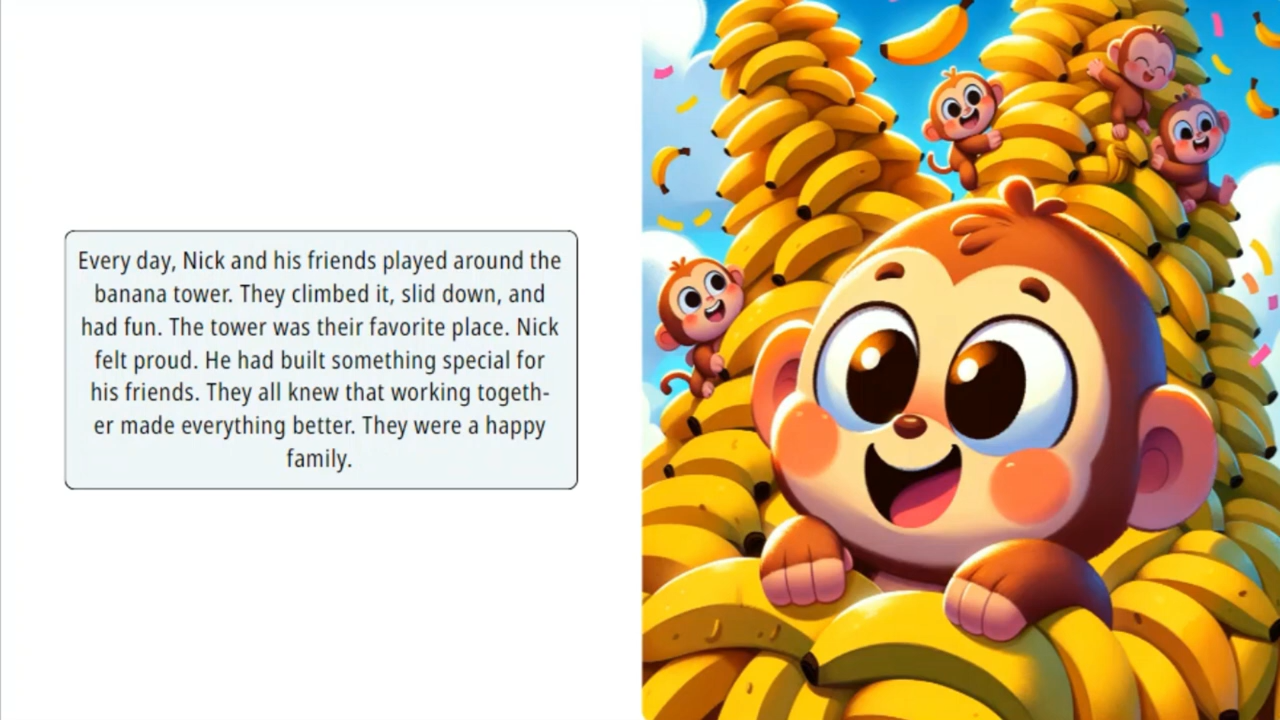 Every day, Nick and his friends played around the
banana tower. They climbed it, slid down, and
had fun. The tower was their favorite place. Nick
felt proud. He had built something special for
his friends. They all knew that working togeth-
er made everything better. They were a happy
family.